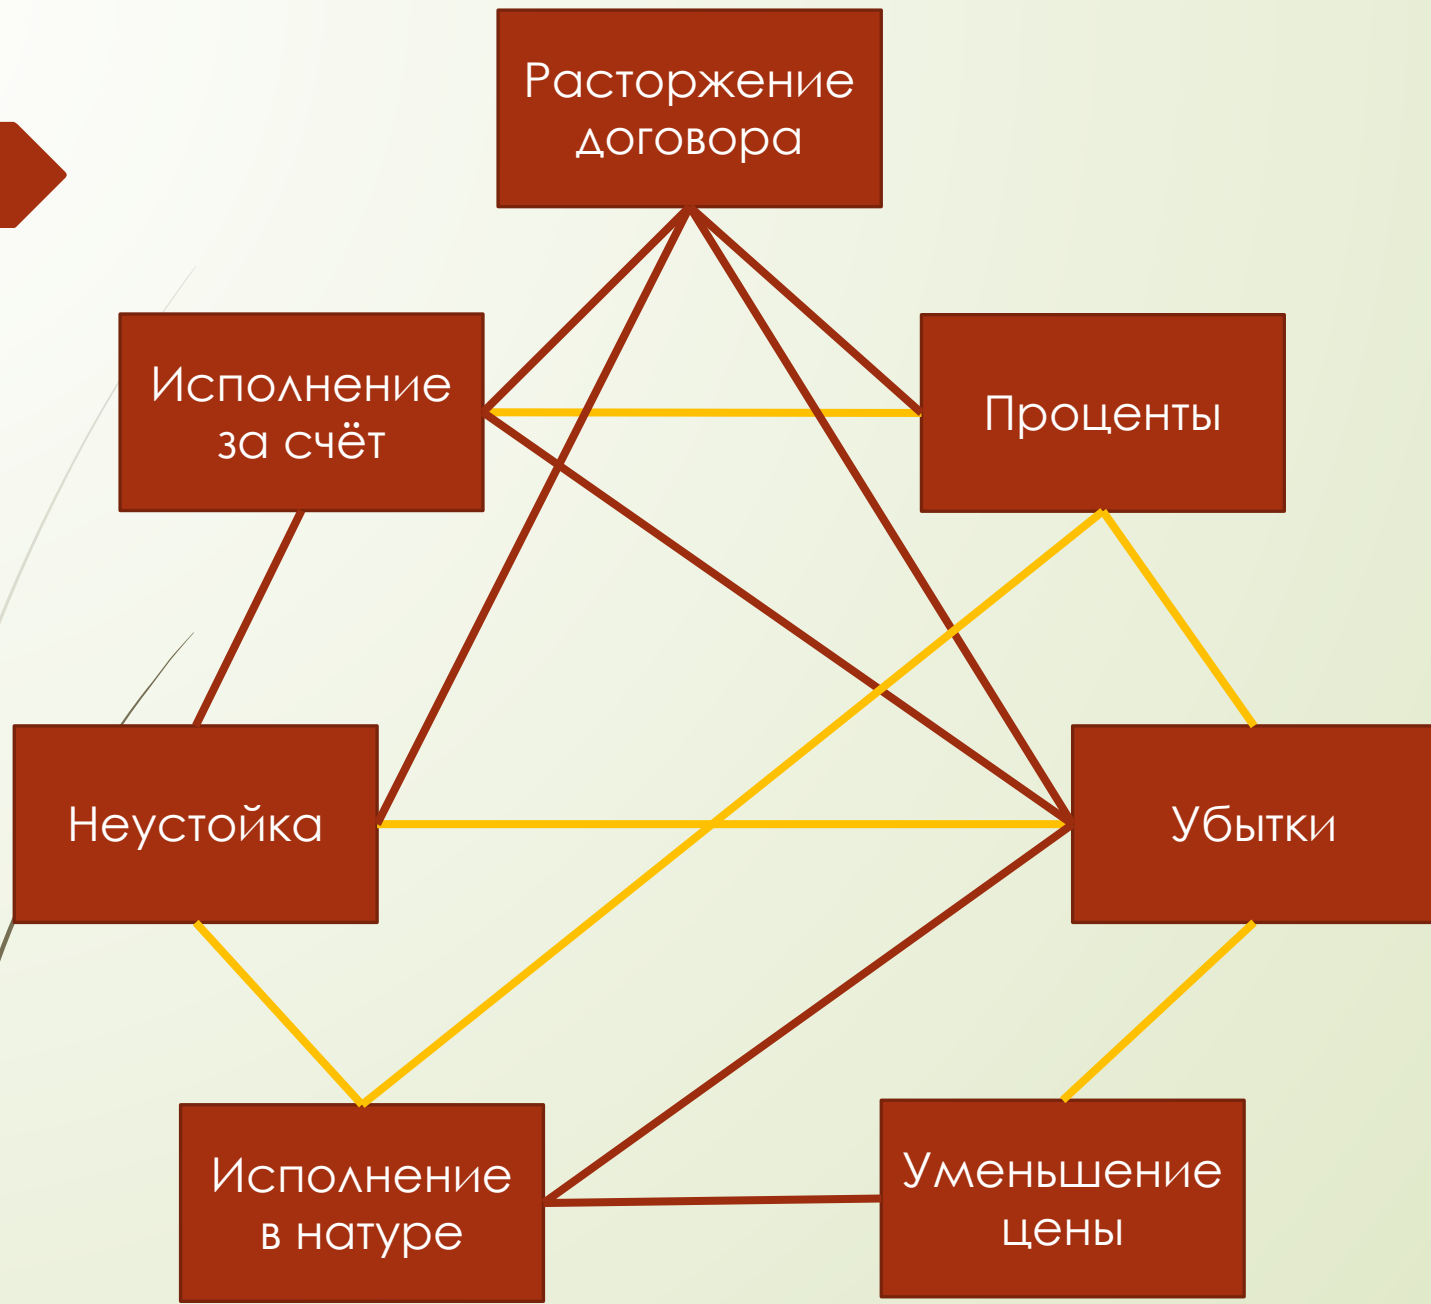 Расторжение
договора
Исполнение
за счёт
Проценты
Неустойка
Убытки
Исполнение
в натуре
Уменьшение
цены